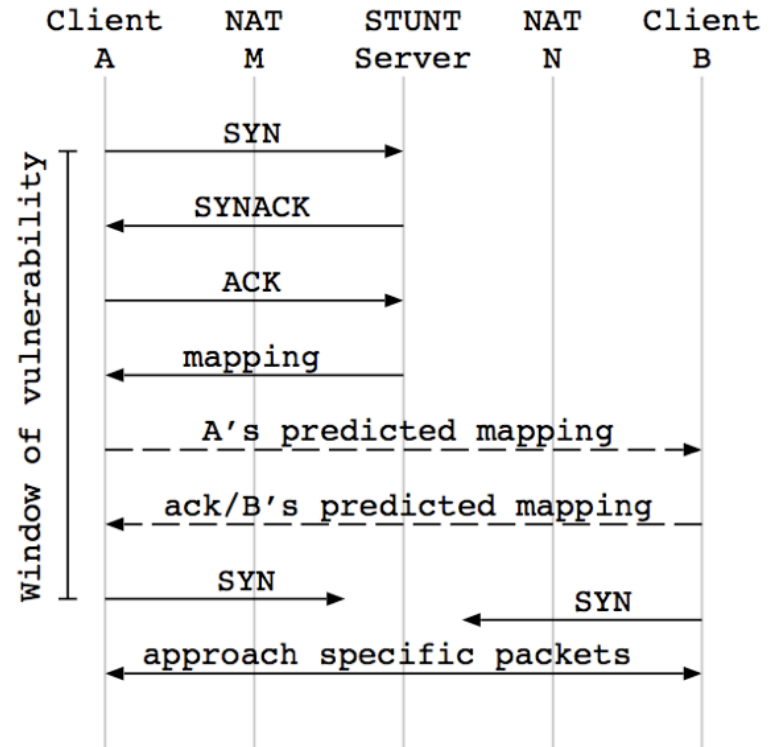 Client NAT STUNT NAT Client
A M Server N B
SYN
SYNACK
ACK
mapping
A's predicted mapping
ack/B's predicted mapping
SYN
SYN
approach specific packets
Window of vulnerability